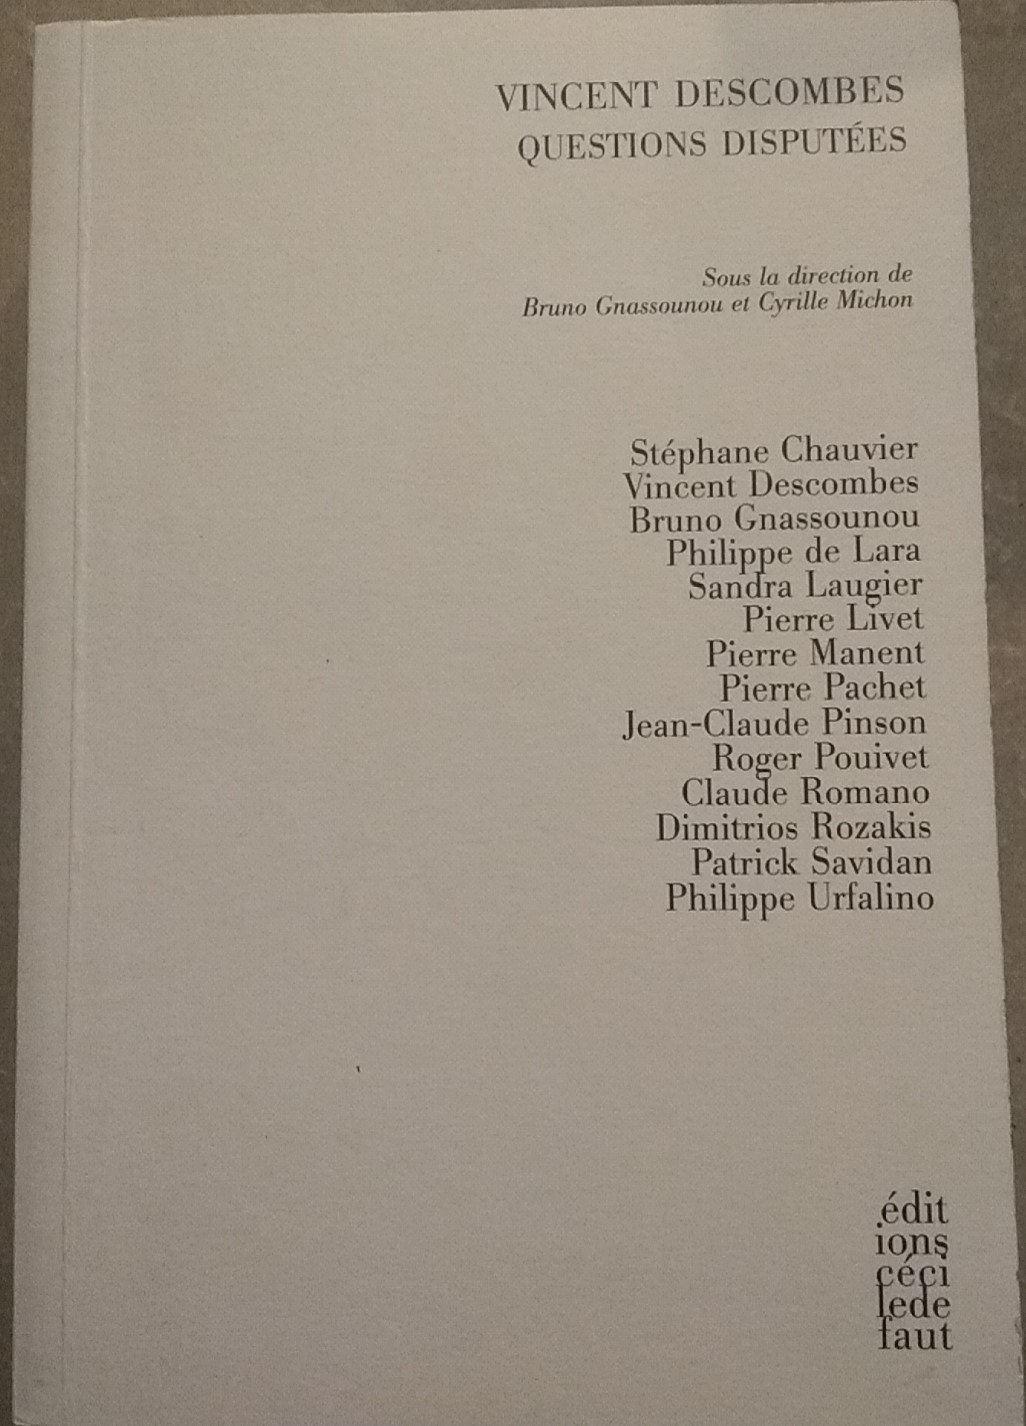 VINCENT DESCOMBES
QUESTIONS DISPUTÉES
Sous la direction de
Bruno Gnassounou et Cyrille Michon
Stéphane Chauvier
Vincent Descombes
Bruno Gnassounou
Philippe de Lara
Sandra Laugier
Pierre Livet
Pierre Manent
Pierre Pachet
Jean-Claude Pinson
Roger Pouivet
Claude Romano
Dimitrios Rozakis
Patrick Savidan
Philippe Urfalino
édit
ions
céci
lede
faut